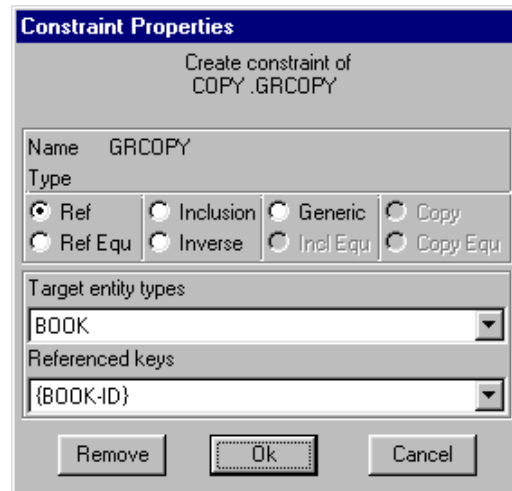 Constraint Properties
Create constraint of
COPY .GRCOPY
Name GRCOPY
Type
Ref Inclusion Generic Copy
Ref Equ Inverse Incl Equ Copy Equ
Target entity types
BOOK
Referenced keys
{BOOK-ID}
Remove Ok Cancel